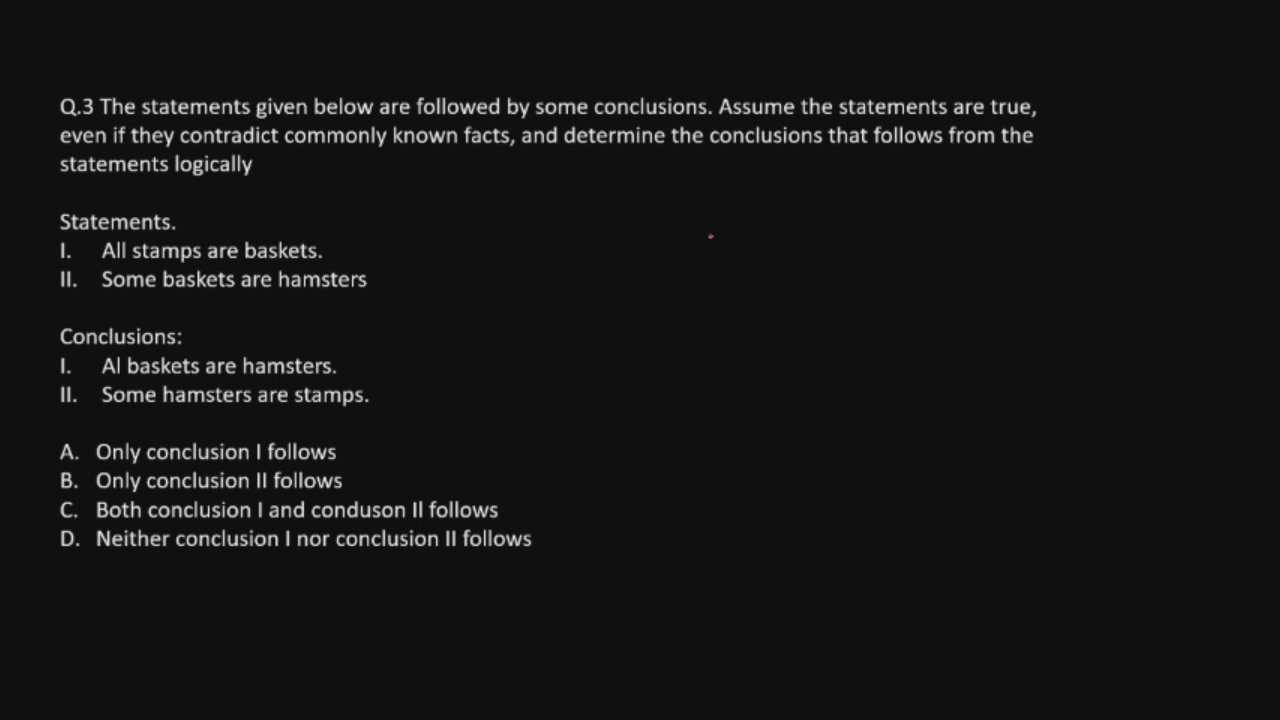 Q.3 The statements given below are followed by some conclusions. Assume the statements are true,
even if they contradict commonly known facts, and determine the conclusions that follows from the
statements logically
Statements.
I. All stamps are baskets.
II. Some baskets are hamsters
Conclusions:
I. Al baskets are hamsters.
II. Some hamsters are stamps.
A. Only conclusion I follows
B. Only conclusion II follows
C. Both conclusion I and conduson Il follows
D. Neither conclusion I nor conclusion II follows